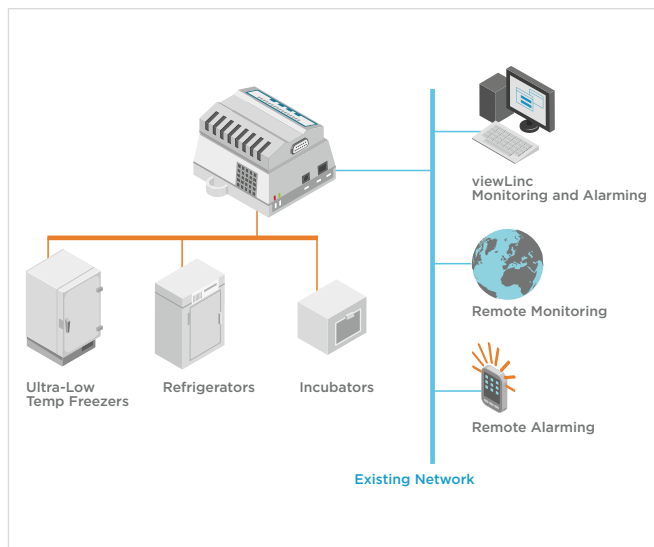 viewLinc
Monitoring and Alarming
Remote Monitoring
Ultra-Low
Temp Freezers
Refrigerators
Incubators
Remote Alarming
Existing Network